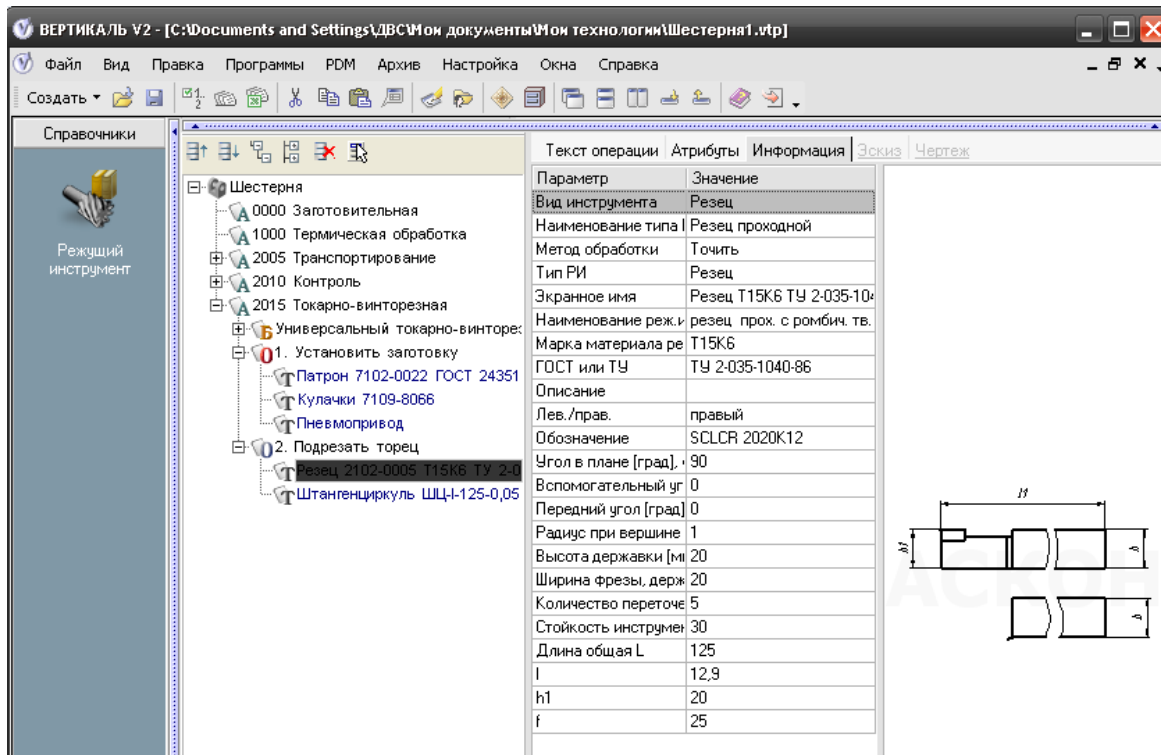 ВЕРТИКАЛЬ V2 - [C:\Documents and Settings\ДВС\Мои документы\Мои технологии\Шестерня1.vtp]
Файл Вид Правка Программы PDM Архив Настройка Окна Справка
Создать
Справочники
Режущий
инструмент
Шестерня
0000 Заготовительная
1000 Термическая обработка
2005 Транспортирование
2010 Контроль
2015 Токарно-винторезная
Универсальный токарно-винторез
1. Установить заготовку
Патрон 7102-0022 ГОСТ 24351
Кулачки 7109-8066
Пневмопривод
2. Подрезать торец
Резец 2102-0005 Т15К6 ТУ 2-0
Штангенциркуль ШЦ-I-125-0,05
Текст операции Атрибуты Информация Эскиз Чертеж
Параметр Значение
Вид инструмента Резец
Наименование типа Резец проходной
Метод обработки Точить
Тип РИ Резец
Экранное имя Резец Т15К6 ТУ 2-035-104
Наименование реж.и резец прох. с ромбич. тв.
Марка материала ре Т15К6
ГОСТ или ТУ ТУ 2-035-1040-86
Описание
Лев./прав. правый
Обозначение SCLCR 2020K12
Угол в плане [град], 90
Вспомогательный уг 0
Передний угол [град] 0
Радиус при вершине 1
Высота державки [м 20
Ширина фрезы, держ 20
Количество переточе 5
Стойкость инструмен 30
Длина общая L 125
l 12,9
h1 20
f 25
l1
h1
h
b
АСКОН